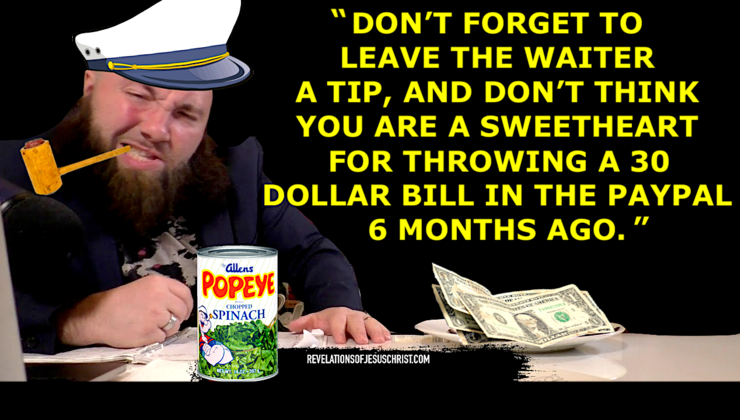 “DON’T FORGET TO
LEAVE THE WAITER
A TIP, AND DON’T THINK
YOU ARE A SWEETHEART
FOR THROWING A 30
DOLLAR BILL IN THE PAYPAL
6 MONTHS AGO.”
Allens
POPEYE
CHOPPED
SPINACH
REVELATIONSOFJESUSCHRIST.COM